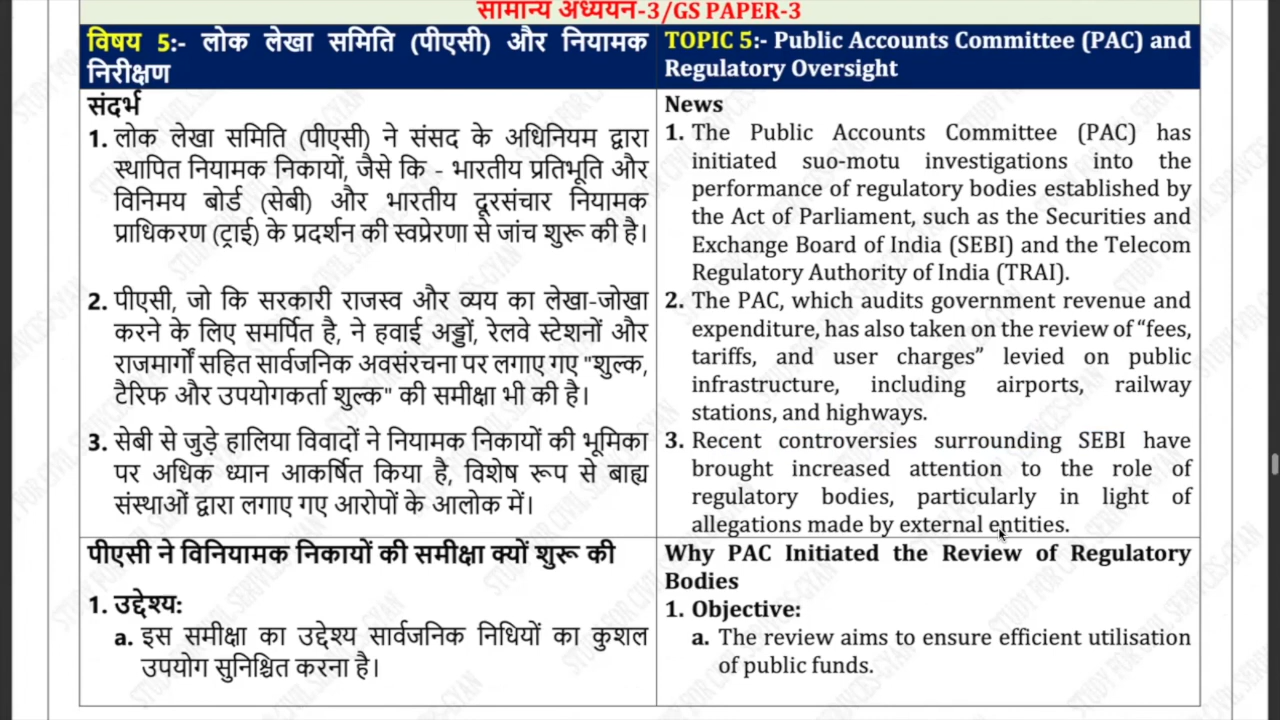 सामान्य अध्ययन-3/GS PAPER-3
विषय 5:- लोक लेखा समिति (पीएसी) और नियामक
निरीक्षण
संदर्भ
1. लोक लेखा समिति (पीएसी) ने संसद के अधिनियम द्वारा
स्थापित नियामक निकायों, जैसे कि - भारतीय प्रतिभूति और
विनिमय बोर्ड (सेबी) और भारतीय दूरसंचार नियामक
प्राधिकरण (ट्राई) के प्रदर्शन की स्वप्रेरणा से जांच शुरू की है।
2. पीएसी, जो कि सरकारी राजस्व और व्यय का लेखा-जोखा
करने के लिए समर्पित है, ने हवाई अड्डों, रेलवे स्टेशनों और
राजमार्गों सहित सार्वजनिक अवसंरचना पर लगाए गए "शुल्क,
टैरिफ और उपयोगकर्ता शुल्क" की समीक्षा भी की है।
3. सेबी से जुड़े हालिया विवादों ने नियामक निकायों की भूमिका
पर अधिक ध्यान आकर्षित किया है, विशेष रूप से बाह्य
संस्थाओं द्वारा लगाए गए आरोपों के आलोक में।
पीएसी ने विनियामक निकायों की समीक्षा क्यों शुरू की
1. उद्देश्य:
a. इस समीक्षा का उद्देश्य सार्वजनिक निधियों का कुशल
उपयोग सुनिश्चित करना है।
TOPIC 5:- Public Accounts Committee (PAC) and
Regulatory Oversight
News
1. The Public Accounts Committee (PAC) has
initiated suo-motu investigations into the
performance of regulatory bodies established by
the Act of Parliament, such as the Securities and
Exchange Board of India (SEBI) and the Telecom
Regulatory Authority of India (TRAI).
2. The PAC, which audits government revenue and
expenditure, has also taken on the review of “fees,
tariffs, and user charges” levied on public
infrastructure, including airports, railway
stations, and highways.
3. Recent controversies surrounding SEBI have
brought increased attention to the role of
regulatory bodies, particularly in light of
allegations made by external entities.
Why PAC Initiated the Review of Regulatory
Bodies
1. Objective:
a. The review aims to ensure efficient utilisation
of public funds.